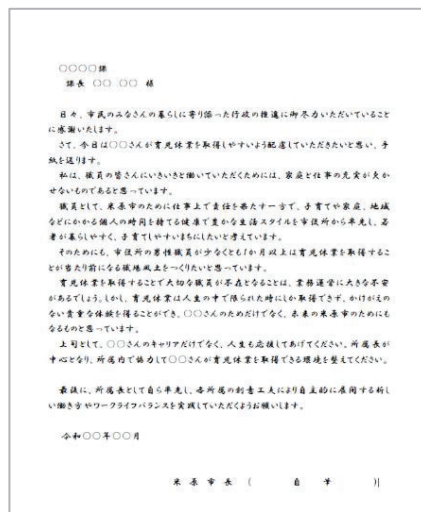 〇〇〇〇課
課長 〇〇 〇〇 様
日々、市民のみなさんの暮らしに寄り添った行政の推進に御尽力いただいていること
に感謝いたします。
さて、今日は〇〇さんが育児休業を取得しやすいよう配慮していただきたいと思い、手
紙を送ります。
私は、職員の皆さんにいきいきと働いていただくためには、家庭と仕事の充実が欠か
せないものであると思っています。
職員として、米原市のために仕事上で責任を果たす一方で、子育てや家庭、地域
などにかかる個人の時間を持てる健康で豊かな生活スタイルを市役所から率先し、若
者が暮らしやすく、子育てしやすいまちにしたいと考えています。
そのためにも、市役所の男性職員が少なくとも1か月以上は育児休業を取得するこ
とが当たり前になる職場風土をつくりたいと思っています。
育児休業を取得することで大切な職員が不在となることは、業務運営に大きな不安
があるでしょう。しかし、育児休業は人生の中で限られた時にしか取得できず、かけがえの
ない貴重な体験を得ることができ、〇〇さんのためだけでなく、未来の米原市のためにも
なるものと思っています。
上司として、〇〇さんのキャリアだけでなく、人生も応援してあげてください。所属長が
中心となり、所属内で協力して〇〇さんが育児休業を取得できる環境を整えてください。
最後に、所属長として自ら率先し、各所属の創意工夫により自主的に展開する新し
い働き方やワークライフバランスを実践していただくようお願いします。
令和〇〇年〇〇月
米原市長 ( 自筆 )